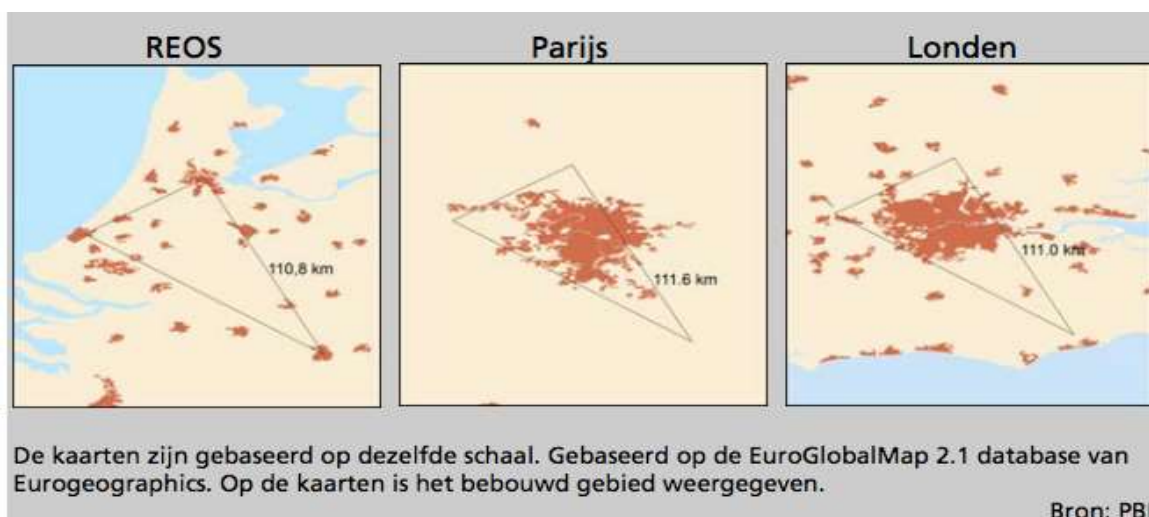 REOS
Parijs
Londen
110,8 km
111.6 km
111.0 km
De kaarten zijn gebaseerd op dezelfde schaal. Gebaseerd op de EuroGlobalMap 2.1 database van
Eurogeographics. Op de kaarten is het bebouwd gebied weergegeven.
Bron: